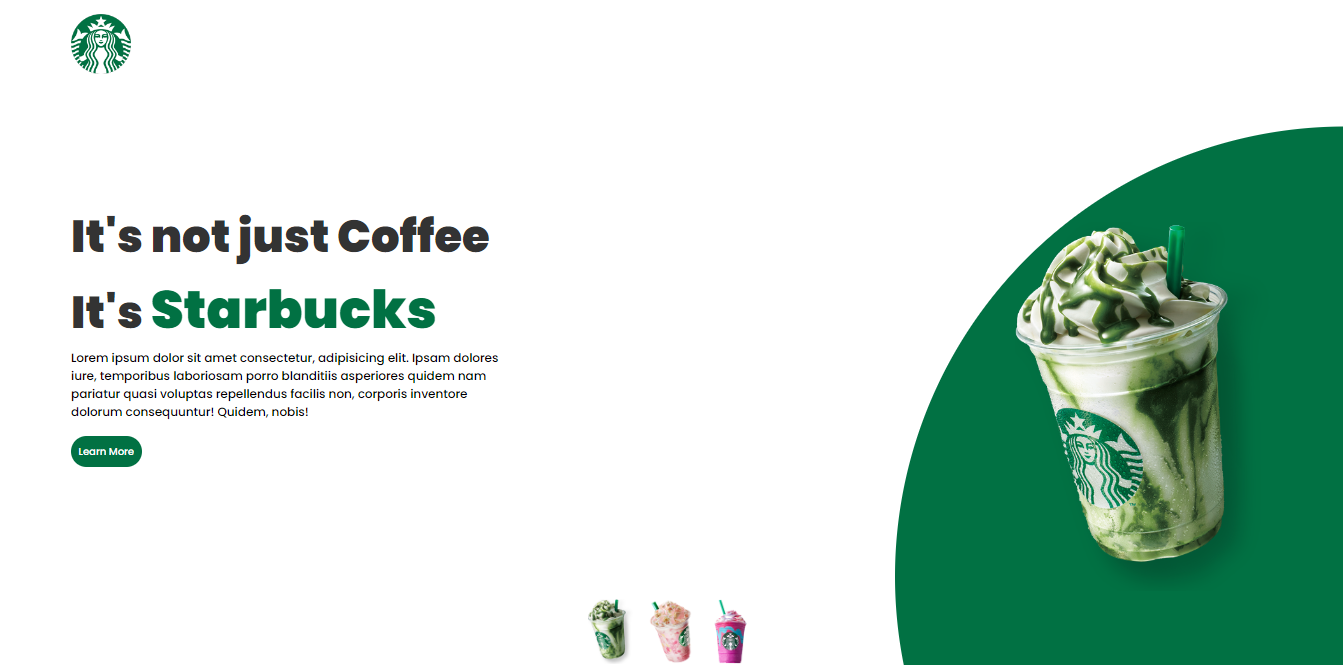 It's not just Coffee
It's Starbucks
Lorem ipsum dolor sit amet consectetur, adipisicing elit. Ipsam dolores
iure, temporibus laboriosam porro blanditiis asperiores quidem nam
pariatur quasi voluptas repellendus facilis non, corporis inventore
dolorum consequuntur! Quidem, nobis!
Learn More